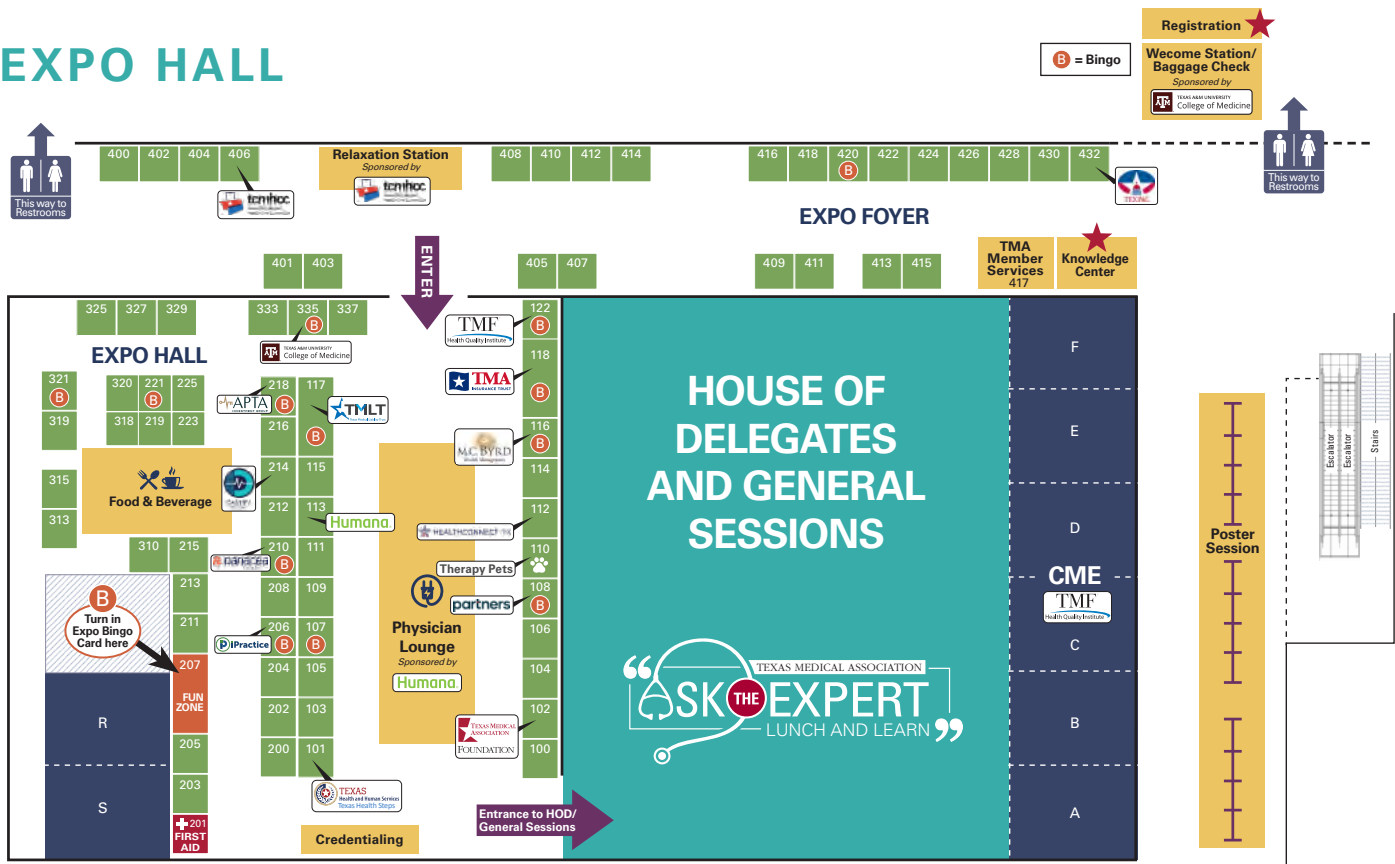 EXPO HALL
B = Bingo
Registration
Wecome Station/
Baggage Check
Sponsored by
TEXAS A&M UNIVERSITY
College of Medicine
This way to
Restrooms
400 402 404 406
Relaxation Station
Sponsored by
tcmhcc
tcmhcc
408 410 412 414
416 418 420 422 424 426 428 430 432
B
TEXPAC
This way to
Restrooms
EXPO FOYER
ENTER
401 403
405 407
409 411
413 415
TMA
Member
Services
417
Knowledge
Center
325 327 329
333 335 337
B
TEXAS A&M UNIVERSITY
College of Medicine
EXPO HALL
321
B
319
320 221 225
B
318 219 223
315
313
Food & Beverage
310 215
213
211
207
FUN
ZONE
205
203
201
FIRST
AID
B
Turn in
Expo Bingo
Card here
R
S
APTA
218 117
B
TMLT
216
B
214 115
212 113
Humana
210 111
B
208 109
iPractice
206 107
B B
204 105
202 103
200 101
TEXAS
Health and Human Services
Texas Health Steps
Credentialing
Physician
Lounge
Sponsored by
Humana
TMF
Health Quality Institute
122
B
TMA
INSURANCE TRUST
118
B
M.C. BYRD
116
B
114
HEALTHCONNECT
112
Therapy Pets
110
partners
108
B
106
104
TEXAS MEDICAL
ASSOCIATION
FOUNDATION
102
100
Entrance to HOD/
General Sessions
HOUSE OF
DELEGATES
AND GENERAL
SESSIONS
TEXAS MEDICAL ASSOCIATION
“ASK THE EXPERT
LUNCH AND LEARN”
F
E
D
CME
TMF
Health Quality Institute
C
B
A
Poster
Session
Escalator
Escalator
Stairs